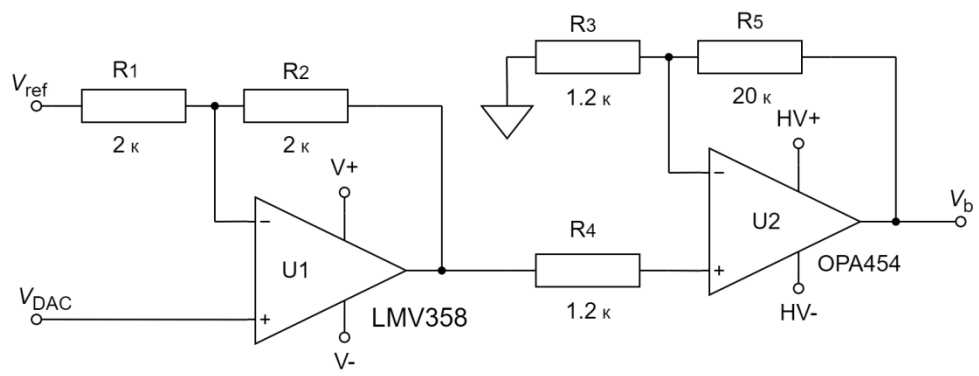 R3
R5
Vref
R1
R2
1.2 к
20 к
2 к
2 к
HV+
V+
−
−
Vb
U2
R4
U1
+
OPA454
VDAC
+
1.2 к
HV-
LMV358
V-